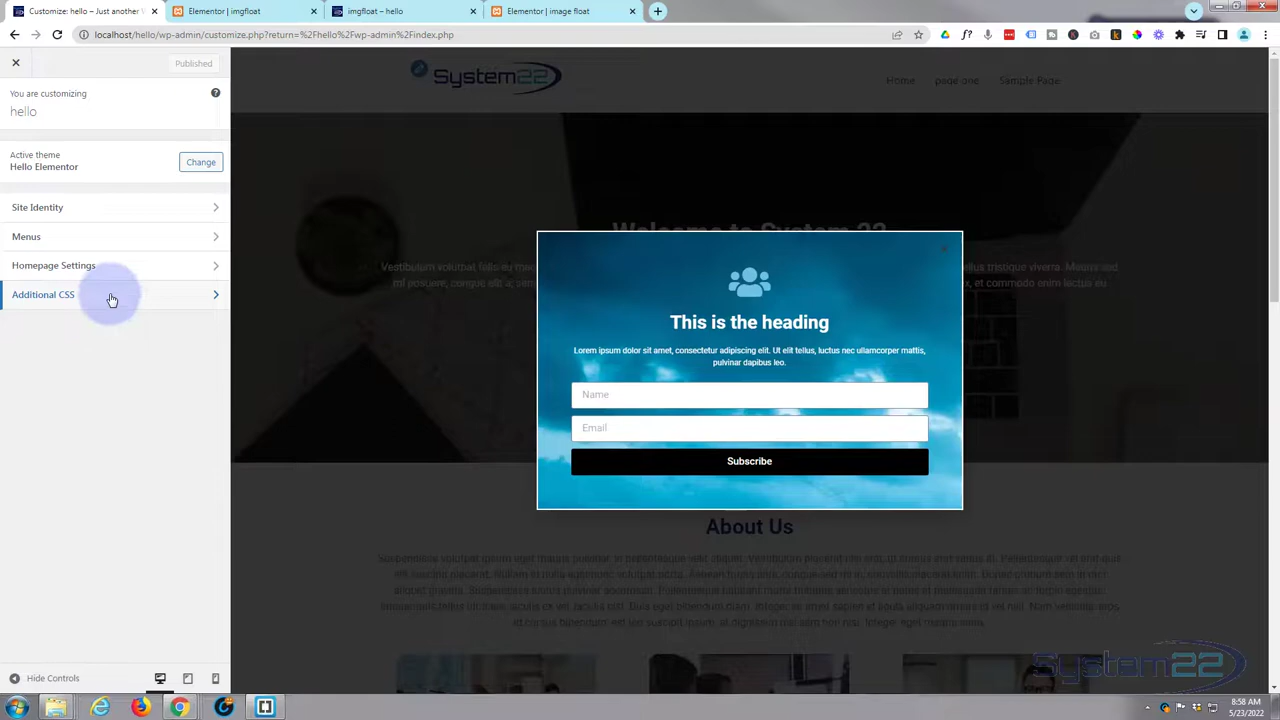 Customize: hello – Just another W
Elementor | imgfloat
imgfloat – hello
Elementor | image float
localhost/hello/wp-admin/customize.php?return=%2Fhello%2Fwp-admin%2Findex.php
Published
You are customizing
hello
Active theme
Hello Elementor
Change
Site Identity
Menus
Homepage Settings
Additional CSS
Hide Controls
System22
Home
page one
Sample Page
Welcome to System 22
This is the heading
Lorem ipsum dolor sit amet, consectetur adipiscing elit. Ut elit tellus, luctus nec ullamcorper mattis,
pulvinar dapibus leo.
Name
Email
Subscribe
About Us
System22
8:58 AM
5/23/2022